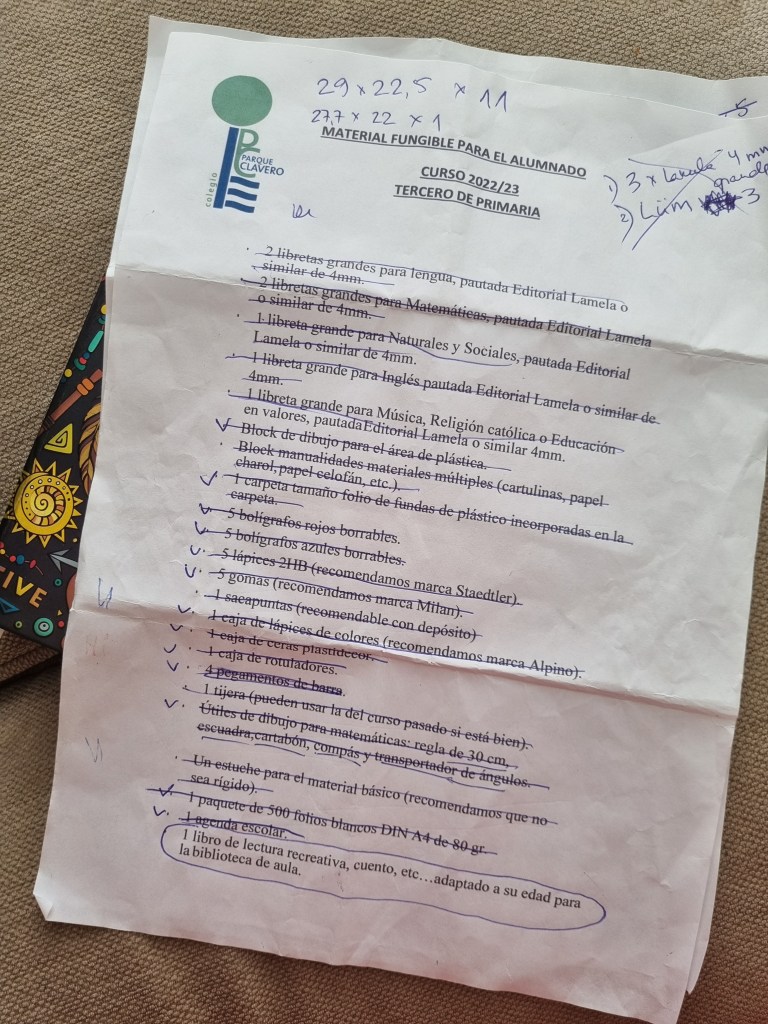 29 x 22,5 x 11
27,7 x 22 x 1
5
PARQUE
CLAVERO
colegio
MATERIAL FUNGIBLE PARA EL ALUMNADO
CURSO 2022/23
TERCERO DE PRIMARIA
1) 3 x Lamela 4 mm
2) 3
2 libretas grandes para lengua, pautada Editorial Lamela o
similar de 4mm.
2 libretas grandes para Matemáticas, pautada Editorial Lamela
o similar de 4mm.
1 libreta grande para Naturales y Sociales, pautada Editorial
Lamela o similar de 4mm.
1 libreta grande para Inglés pautada Editorial Lamela o similar de
4mm.
1 libreta grande para Música, Religión católica o Educación
en valores, pautadaEditorial Lamela o similar 4mm.
Block de dibujo para el área de plástica.
Block manualidades materiales múltiples (cartulinas, papel
charol,papel celofán, etc.).
1 carpeta tamaño folio de fundas de plástico incorporadas en la
carpeta.
5 bolígrafos rojos borrables.
5 bolígrafos azules borrables.
5 lápices 2HB (recomendamos marca Staedtler).
5 gomas (recomendamos marca Milan).
1 sacapuntas (recomendable con depósito)
1 caja de lápices de colores (recomendamos marca Alpino).
1 caja de ceras plastidecor.
1 caja de rotuladores.
4 pegamentos de barra.
1 tijera (pueden usar la del curso pasado si está bien).
Útiles de dibujo para matemáticas: regla de 30 cm,
escuadra,cartabón, compás y transportador de ángulos.
Un estuche para el material básico (recomendamos que no
sea rígido).
1 paquete de 500 folios blancos DIN A4 de 80 gr.
1 agenda escolar.
1 libro de lectura recreativa, cuento, etc…adaptado a su edad para
la biblioteca de aula.
TIVE